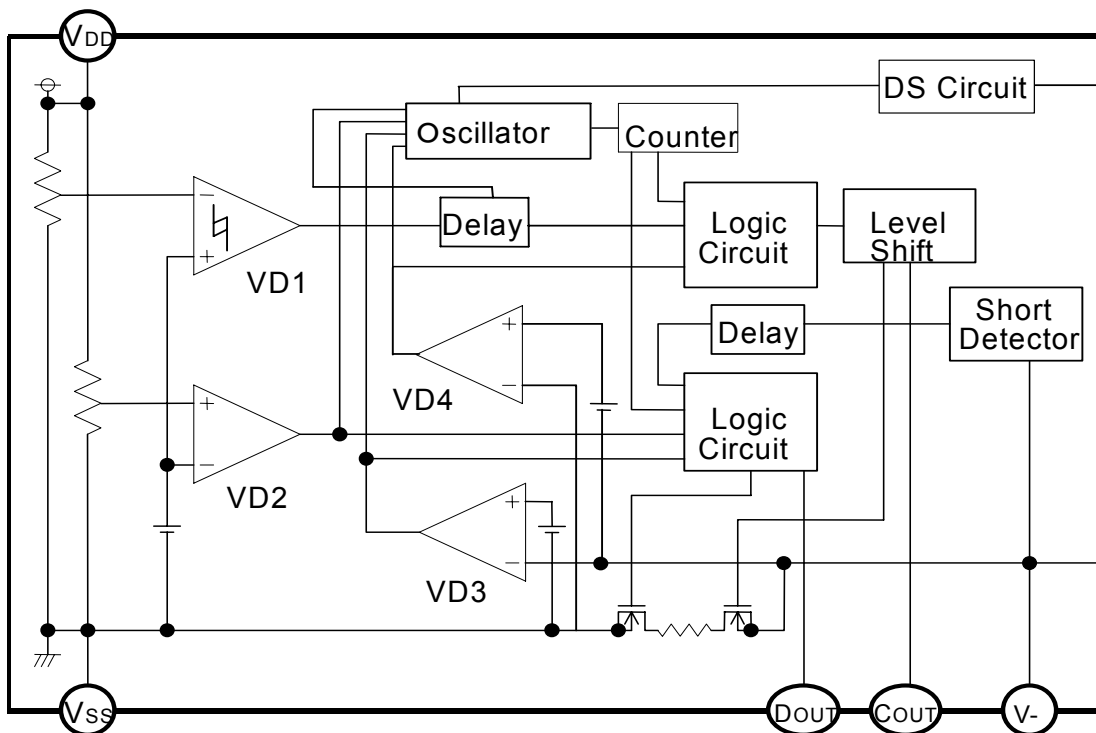 VDD
DS Circuit
Oscillator
Counter
Delay
Logic
Circuit
Level
Shift
VD1
Short
Detector
Delay
VD4
Logic
Circuit
VD2
VD3
VSS
DOUT
COUT
V-